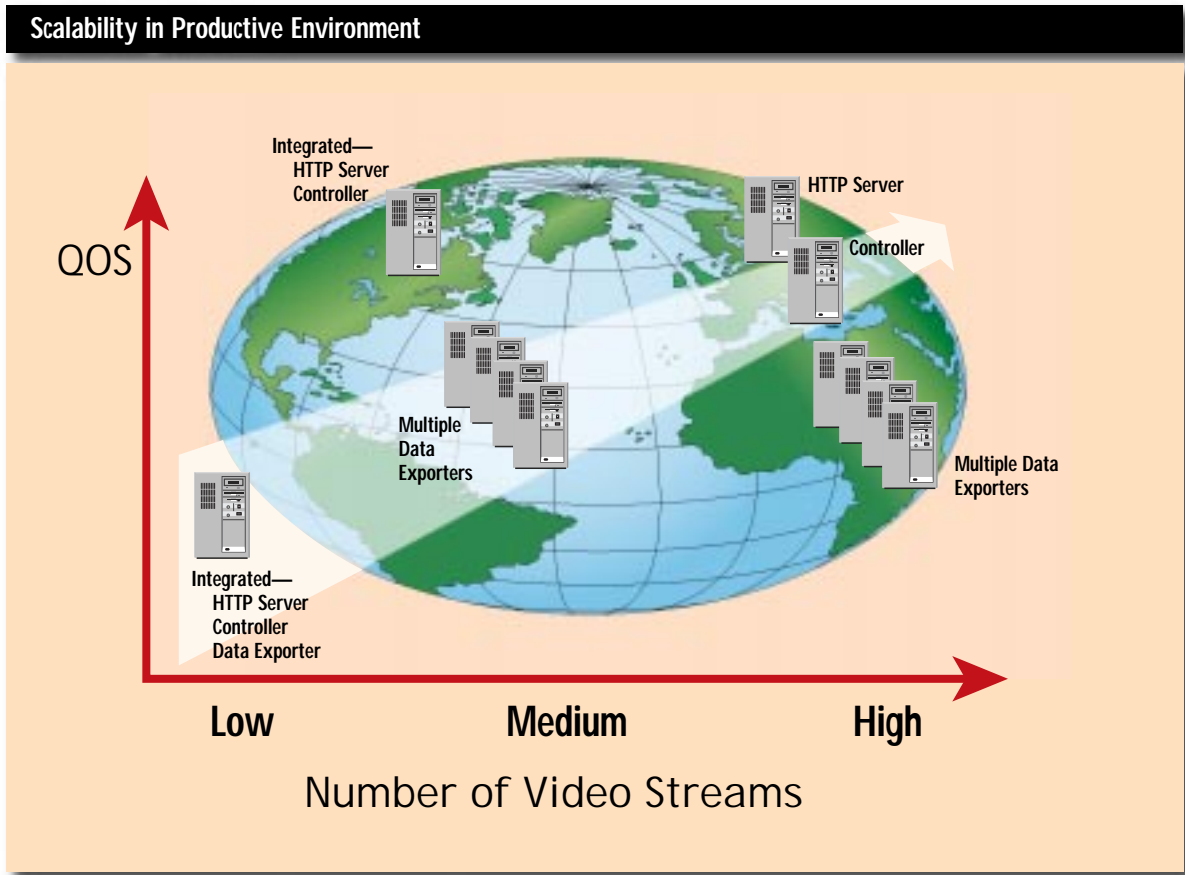 Scalability in Productive Environment
Integrated—
HTTP Server
Controller
HTTP Server
Controller
QOS
Multiple
Data
Exporters
Multiple Data
Exporters
Integrated—
HTTP Server
Controller
Data Exporter
Low
Medium
High
Number of Video Streams